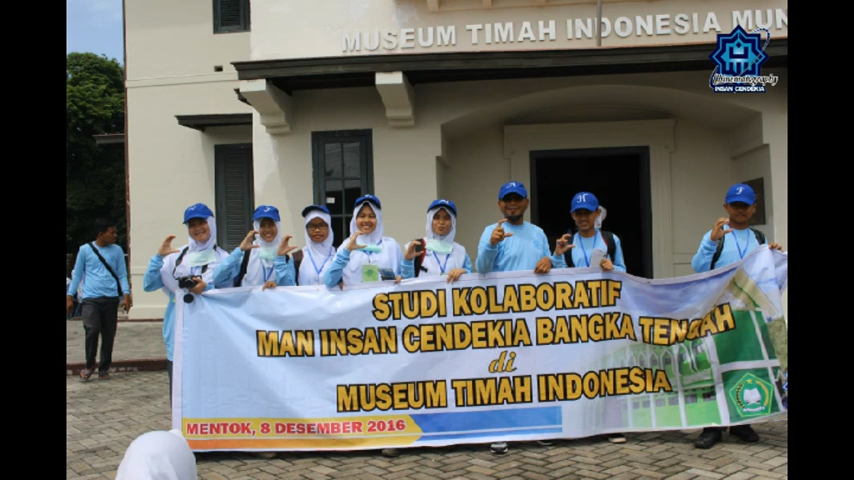 MUSEUM TIMAH INDONESIA MUN
Chinematography
INSAN CENDEKIA
STUDI KOLABORATIF
MAN INSAN CENDEKIA BANGKA TENGAH
di
MUSEUM TIMAH INDONESIA
MENTOK, 8 DESEMBER 2016